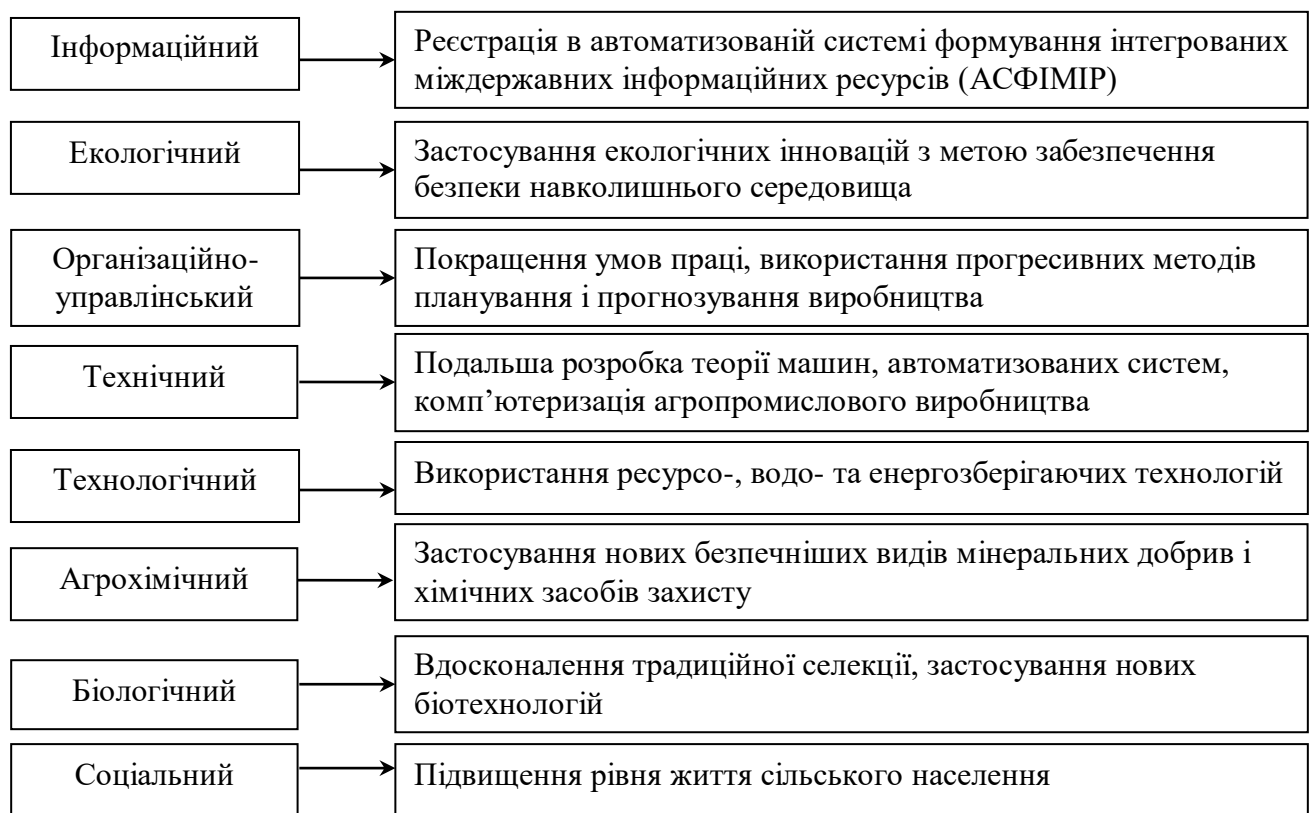 Інформаційний
Реєстрація в автоматизованій системі формування інтегрованих
міждержавних інформаційних ресурсів (АСФІМІР)
Екологічний
Застосування екологічних інновацій з метою забезпечення
безпеки навколишнього середовища
Організаційно-
управлінський
Покращення умов праці, використання прогресивних методів
планування і прогнозування виробництва
Технічний
Подальша розробка теорії машин, автоматизованих систем,
комп’ютеризація агропромислового виробництва
Технологічний
Використання ресурсо-, водо- та енергозберігаючих технологій
Агрохімічний
Застосування нових безпечніших видів мінеральних добрив і
хімічних засобів захисту
Біологічний
Вдосконалення традиційної селекції, застосування нових
біотехнологій
Соціальний
Підвищення рівня життя сільського населення